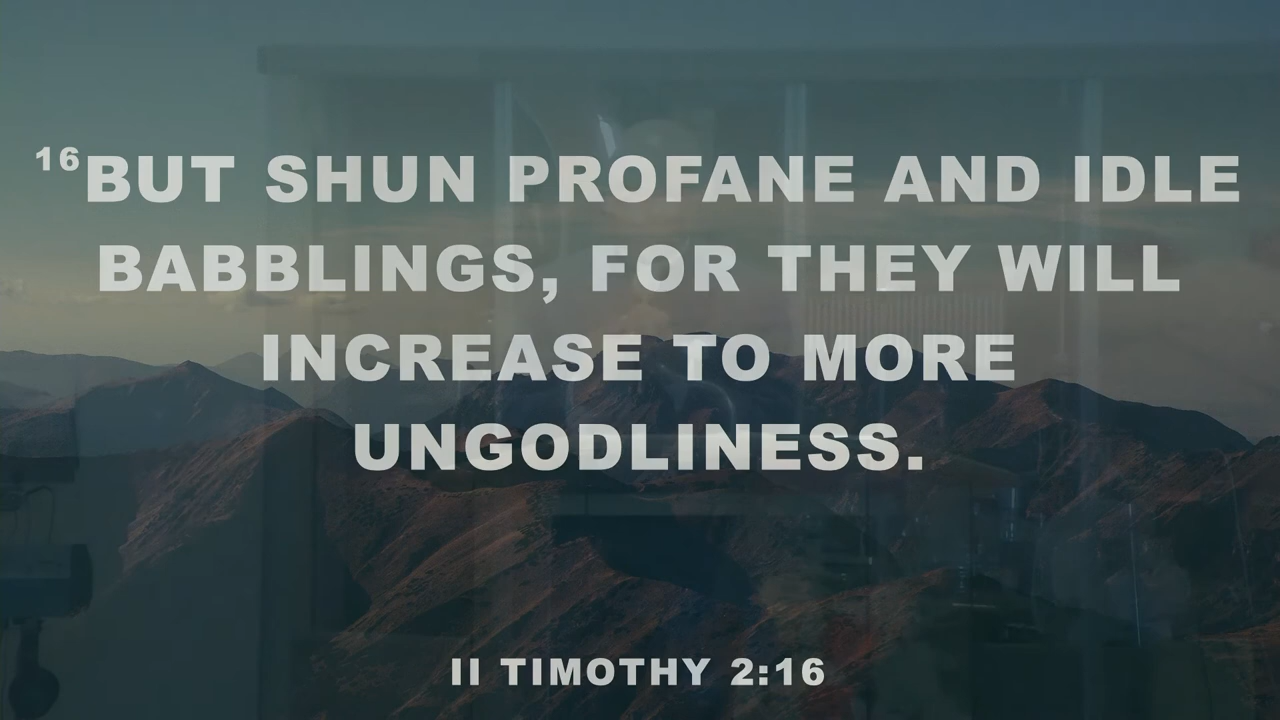 16BUT SHUN PROFANE AND IDLE
BABBLINGS, FOR THEY WILL
INCREASE TO MORE
UNGODLINESS.
II TIMOTHY 2:16